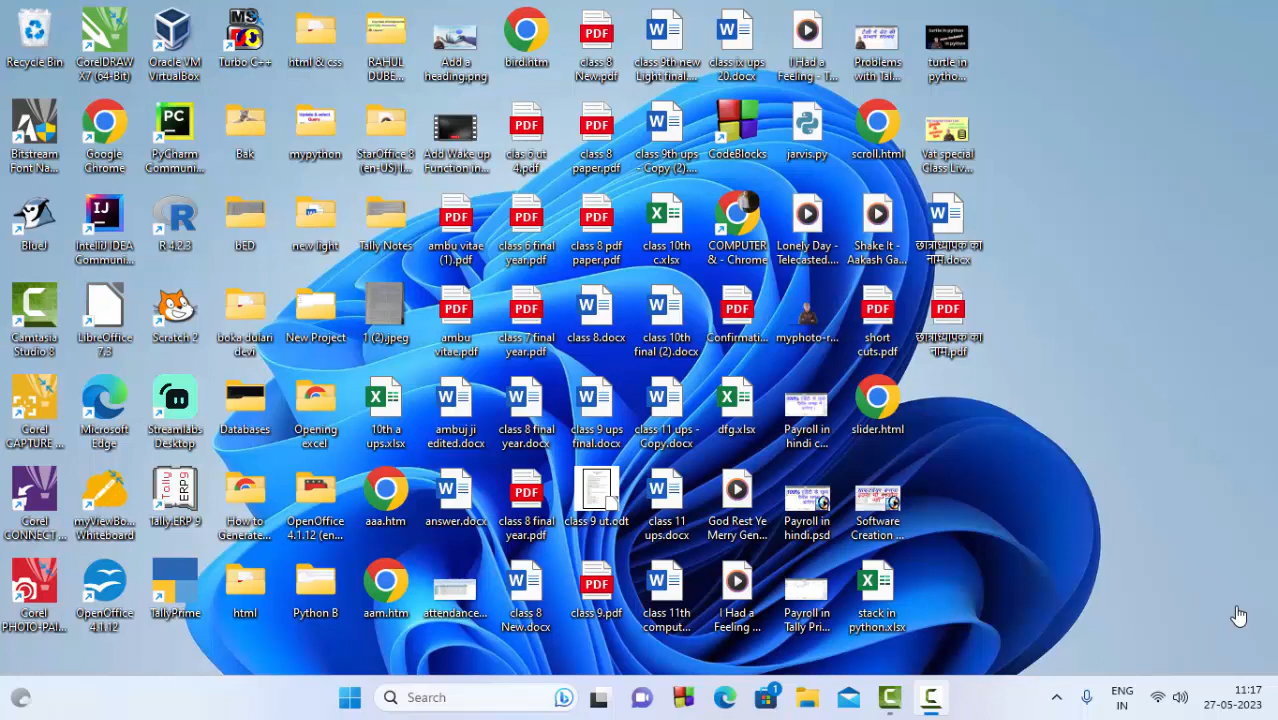 Recycle Bin
CorelDRAW
X7 (64-Bit)
Oracle VM
VirtualBox
Turbo C++
html & css
RAHUL
DUBE...
Add a
heading.png
bird.htm
class 8
New.pdf
class 9th new
Light final....
class ix ups
20.docx
I Had a
Feeling - T...
Problems
with Tal...
turtle in
pytho...
Bitstream
Font Na...
Google
Chrome
PyCharm
Communi...
Bak
mypython
StarOffice 8
(en-US) I...
Add Wake up
Function in...
clas 6 ut
4.pdf
class 8
paper.pdf
class 9th ups
- Copy (2)....
CodeBlocks
jarvis.py
scroll.html
Vat special
Class Liv...
BlueJ
IntelliJ IDEA
Communi...
R 4.2.3
bED
new light
Tally Notes
ambu vitae
(1).pdf
class 6 final
year.pdf
class 8 pdf
paper.pdf
class 10th
c.xlsx
COMPUTER
& - Chrome
Lonely Day -
Telecasted....
Shake It -
Aakash Ga...
छात्राध्यापक का
नाम.docx
Camtasia
Studio 8
LibreOffice
7.3
Scratch 2
boka dulari
devi
New Project
1 (2).jpeg
ambu
vitae.pdf
class 7 final
year.pdf
class 8.docx
class 10th
final (2).docx
Confirmati...
myphoto-r...
short
cuts.pdf
छात्राध्यापक का
नाम.pdf
Corel
CAPTURE ...
Microsoft
Edge
Streamlabs
Desktop
Databases
Opening
excel
10th a
ups.xlsx
ambuj ji
edited.docx
class 8 final
year.docx
class 9 ups
final.docx
class 11 ups -
Copy.docx
dfg.xlsx
Payroll in
hindi c...
slider.html
Corel
CONNECT ...
myViewBo...
Whiteboard
Tally.ERP 9
How to
Generate...
OpenOffice
4.1.12 (en...
aaa.htm
answer.docx
class 8 final
year.pdf
class 9 ut.odt
class 11
ups.docx
God Rest Ye
Merry Gen...
Payroll in
hindi.psd
Software
Creation ...
Corel
PHOTO-PAI...
OpenOffice
4.1.12
TallyPrime
html
Python B
aam.htm
attendance...
class 8
New.docx
class 9.pdf
class 11th
comput...
I Had a
Feeling ...
Payroll in
Tally Pri...
stack in
python.xlsx
Search
1
ENG
IN
11:17
27-05-2023